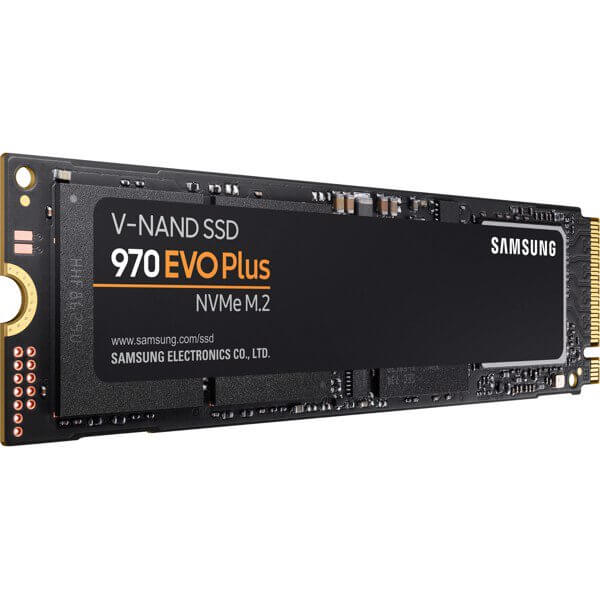 V-NAND SSD
970 EVO Plus
NVMe M.2
www.samsung.com/ssd
SAMSUNG ELECTRONICS CO., LTD.
SAMSUNG